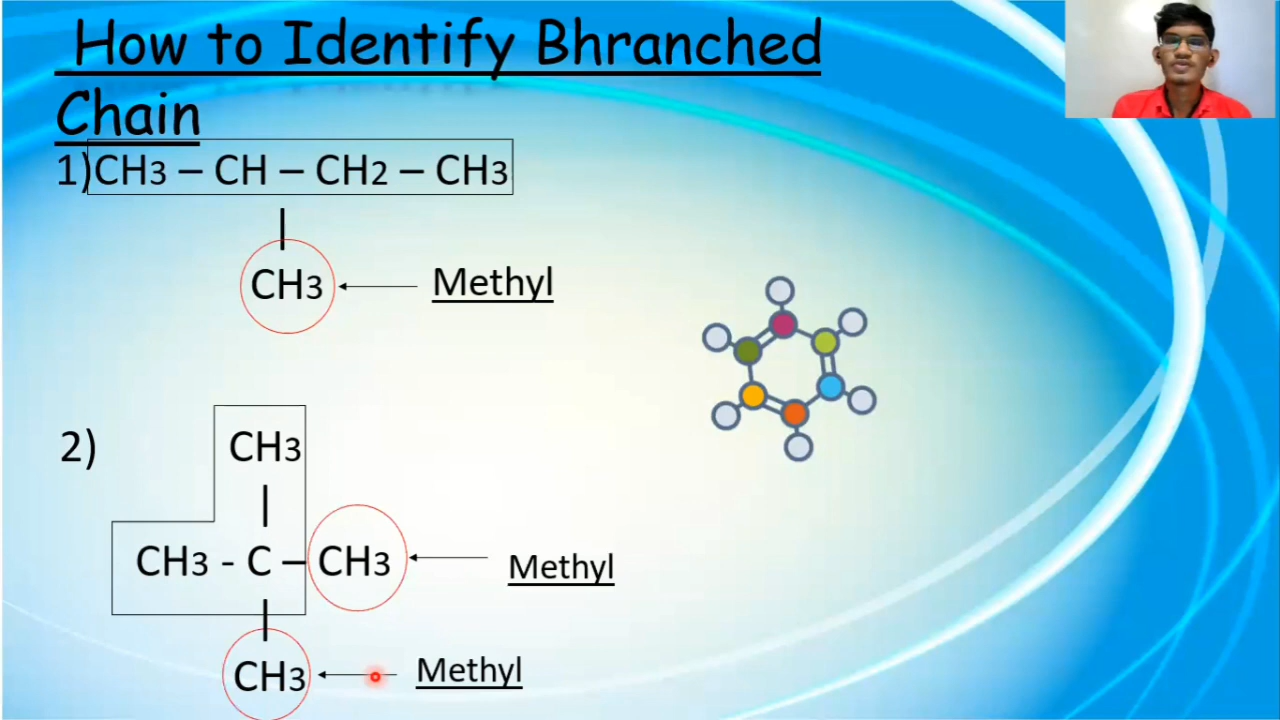 How to Identify Bhranched
Chain
1)CH3 – CH – CH2 – CH3
|
CH3
Methyl
2)
CH3
|
CH3 - C – CH3
Methyl
|
CH3
Methyl